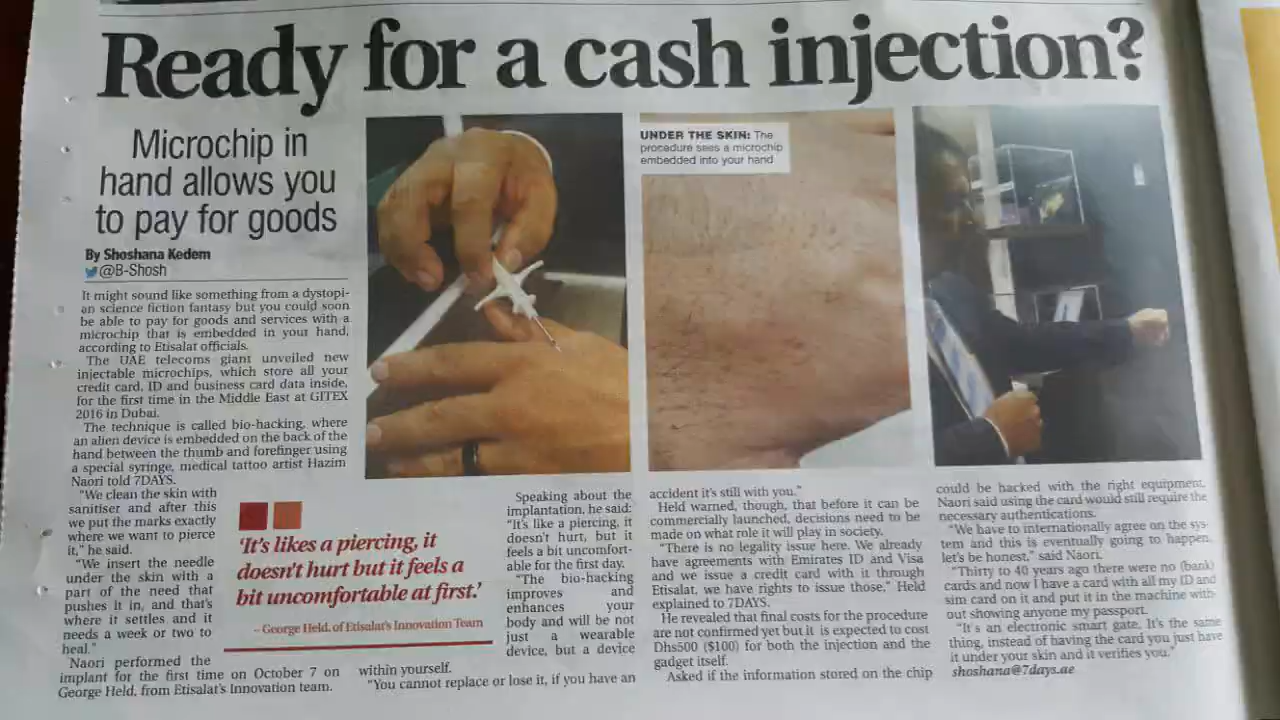 Ready for a cash injection?
Microchip in
hand allows you
to pay for goods
By Shoshana Kedem
@B-Shosh
It might sound like something from a dystopi-
an science fiction fantasy but you could soon
be able to pay for goods and services with a
microchip that is embedded in your hand,
according to Etisalat officials.
The UAE telecoms giant unveiled new
injectable microchips, which store all your
credit card, ID and business card data inside,
for the first time in the Middle East at GITEX
2016 in Dubai.
The technique is called bio-hacking, where
an alien device is embedded on the back of the
hand between the thumb and forefinger using
a special syringe, medical tattoo artist Hazim
Naori told 7DAYS.
"We clean the skin with
sanitiser and after this
we put the marks exactly
where we want to pierce
it," he said.
"We insert the needle
under the skin with a
part of the need that
pushes it in, and that's
where it settles and it
needs a week or two to
heal."
Naori performed the
implant for the first time on October 7 on
George Held, from Etisalat's Innovation team.
'It's likes a piercing, it
doesn't hurt but it feels a
bit uncomfortable at first.'
– George Held, of Etisalat's Innovation Team
Speaking about the
implantation, he said:
"It's like a piercing, it
doesn't hurt, but it
feels a bit uncomfort-
able for the first day.
"The bio-hacking
improves and
enhances your
body and will be not
just a wearable
device, but a device
within yourself.
"You cannot replace or lose it, if you have an
UNDER THE SKIN: The
procedure sees a microchip
embedded into your hand
accident it's still with you."
Held warned, though, that before it can be
commercially launched, decisions need to be
made on what role it will play in society.
"There is no legality issue here. We already
have agreements with Emirates ID and Visa
and we issue a credit card with it through
Etisalat, we have rights to issue those," Held
explained to 7DAYS.
He revealed that final costs for the procedure
are not confirmed yet but it is expected to cost
Dhs500 ($100) for both the injection and the
gadget itself.
Asked if the information stored on the chip
could be hacked with the right equipment,
Naori said using the card would still require the
necessary authentications.
"We have to internationally agree on the sys-
tem and this is eventually going to happen,
let's be honest," said Naori.
"Thirty to 40 years ago there were no (bank)
cards and now I have a card with all my ID and
sim card on it and put it in the machine with-
out showing anyone my passport.
"It's an electronic smart gate. It's the same
thing, instead of having the card you just have
it under your skin and it verifies you."
shoshana@7days.ae